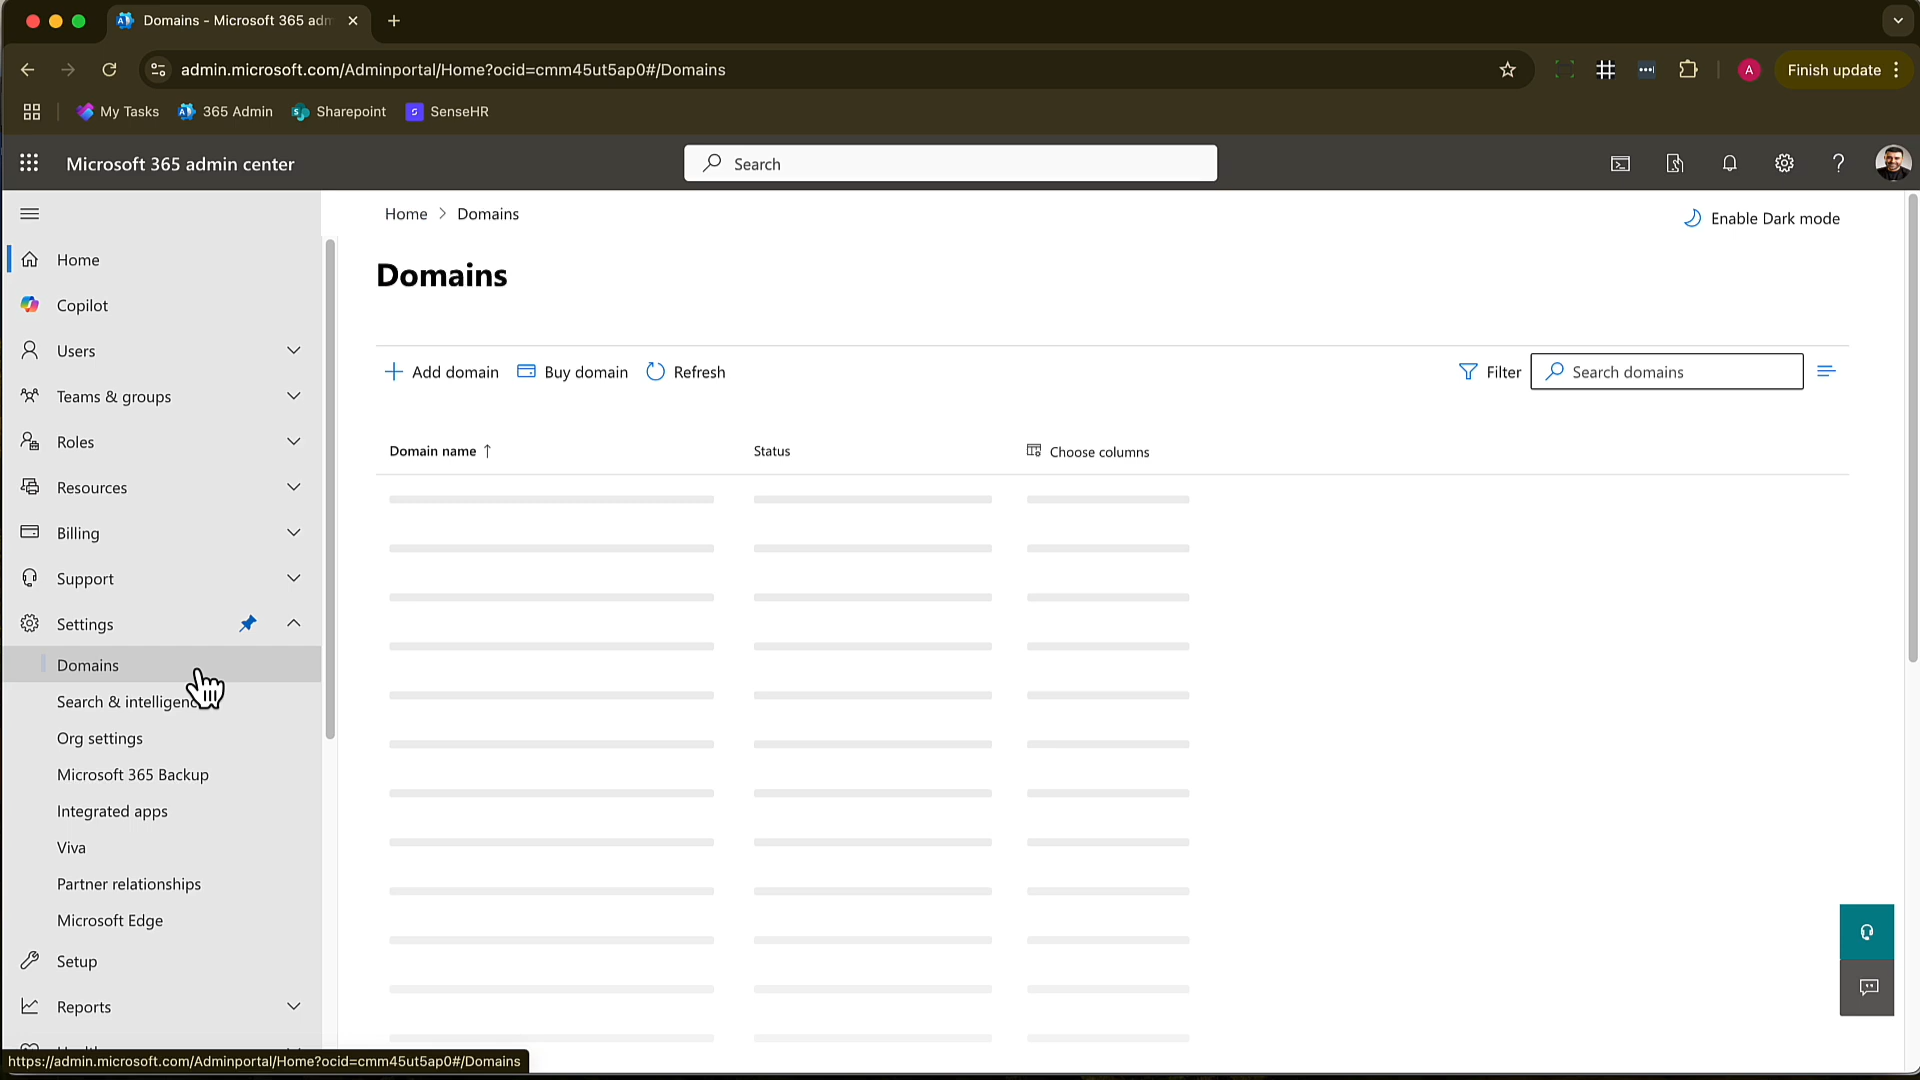 Domains - Microsoft 365 adm
admin.microsoft.com/Adminportal/Home?ocid=cmm45ut5ap0#/Domains
A
Finish update
My Tasks
365 Admin
Sharepoint
SenseHR
Microsoft 365 admin center
Search
Home
Copilot
Users
Teams & groups
Roles
Resources
Billing
Support
Settings
Domains
Search & intelligenc
Org settings
Microsoft 365 Backup
Integrated apps
Viva
Partner relationships
Microsoft Edge
Setup
Reports
Home > Domains
Enable Dark mode
Domains
Add domain
Buy domain
Refresh
Filter
Search domains
Domain name ↑
Status
Choose columns
https://admin.microsoft.com/Adminportal/Home?ocid=cmm45ut5ap0#/Domains